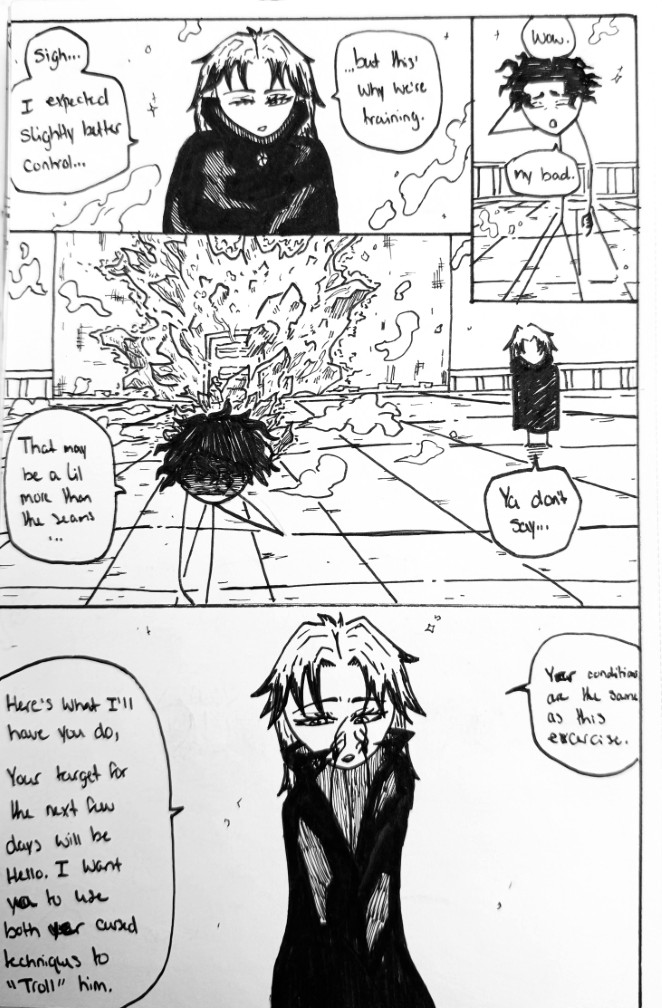 Sigh...
I expected
slightly better
control...
...but this'
why we're
training.
Wow.
My bad.
That may
be a lil
more than
the seams
...
Ya don't
say...
Here's what I'll
have you do,
Your target for
the next few
days will be
Hello. I want
you to use
both your cursed
techniques to
"Troll" him.
Your condition
are the same
as this
excercise.